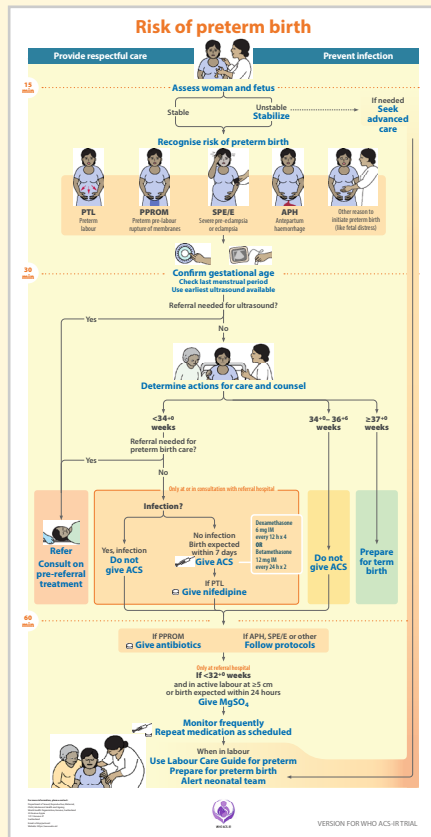 Risk of preterm birth
Provide respectful care
Prevent infection
15
min
Assess woman and fetus
Stable
Unstable
Stabilize
If needed
Seek
advanced
care
Recognise risk of preterm birth
PTL
Preterm
labour
PPROM
Preterm pre-labour
rupture of membranes
SPE/E
Severe pre-eclampsia
or eclampsia
APH
Antepartum
haemorrhage
Other reason to
initiate preterm birth
(like fetal distress)
30
min
Confirm gestational age
Check last menstrual period
Use earliest ultrasound available
Referral needed for ultrasound?
Yes
No
Determine actions for care and counsel
<34+0
weeks
34+0– 36+6
weeks
≥37+0
weeks
Referral needed for
preterm birth care?
Yes
No
Only at or in consultation with referral hospital
Infection?
Refer
Consult on
pre-referral
treatment
Yes, infection
Do not
give ACS
No infection
Birth expected
within 7 days
Give ACS
Dexamethasone
6 mg IM
every 12 h x 4
OR
Betamethasone
12 mg IM
every 24 h x 2
If PTL
Give nifedipine
Do not
give ACS
Prepare
for term
birth
60
min
If PPROM
Give antibiotics
If APH, SPE/E or other
Follow protocols
Only at referral hospital
If <32+0 weeks
and in active labour at ≥5 cm
or birth expected within 24 hours
Give MgSO4
Monitor frequently
Repeat medication as scheduled
When in labour
Use Labour Care Guide for preterm
Prepare for preterm birth
Alert neonatal team
VERSION FOR WHO ACS-IR TRIAL